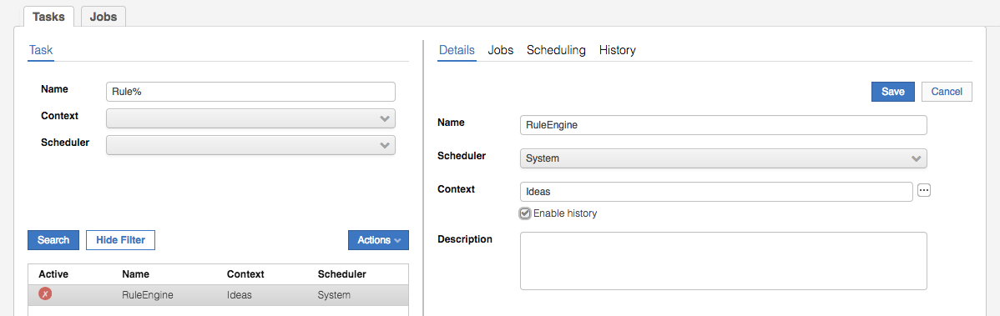 Tasks Jobs
Task
Name Rule%
Context
Scheduler
Search Hide Filter Actions
Active Name Context Scheduler
RuleEngine Ideas System
Details Jobs Scheduling History
Save Cancel
Name RuleEngine
Scheduler System
Context Ideas ...
Enable history
Description